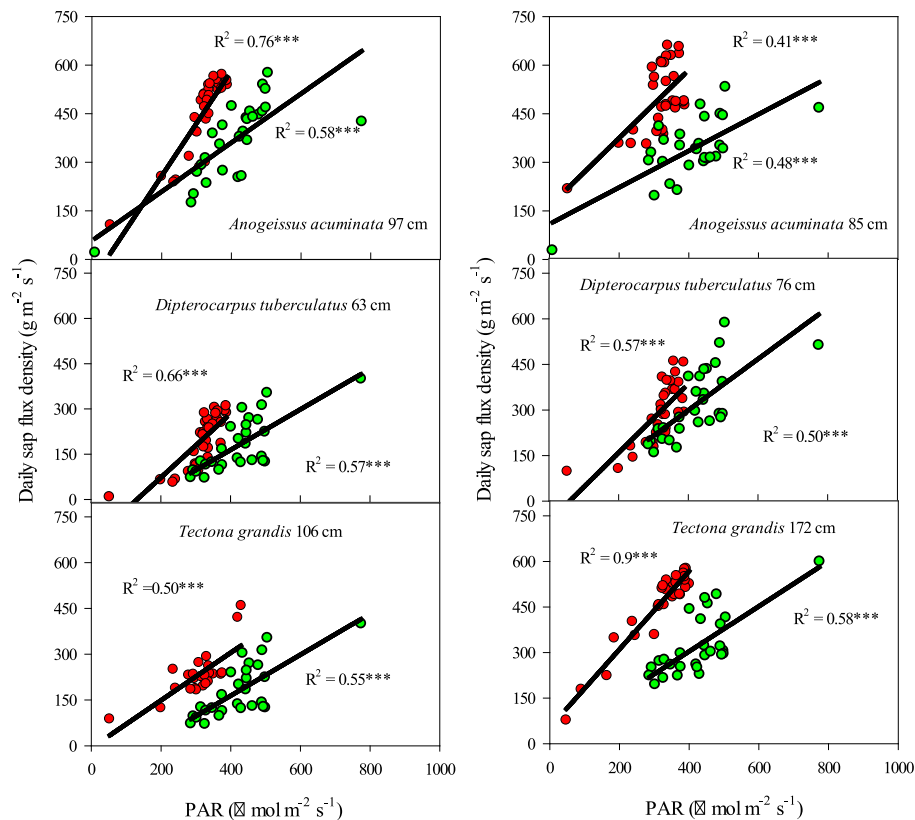 750
R² = 0.76***
600
450
R² = 0.58***
300
150
Anogeissus acuminata 97 cm
0
750
R² = 0.41***
600
450
300
R² = 0.48***
150
Anogeissus acuminata 85 cm
0
Daily sap flux density (g m⁻² s⁻¹)
750
Dipterocarpus tuberculatus 63 cm
600
450
R² = 0.66***
300
150
R² = 0.57***
0
Daily sap flux density (g m⁻² s⁻¹)
750
Dipterocarpus tuberculatus 76 cm
600
R² = 0.57***
450
300
R² = 0.50***
150
0
750
Tectona grandis 106 cm
600
R² =0.50***
450
300
R² = 0.55***
150
0
0 200 400 600 800 1000
PAR (□ mol m⁻² s⁻¹)
750
Tectona grandis 172 cm
600
R² = 0.9***
450
R² = 0.58***
300
150
0
0 200 400 600 800 1000
PAR (□ mol m⁻² s⁻¹)